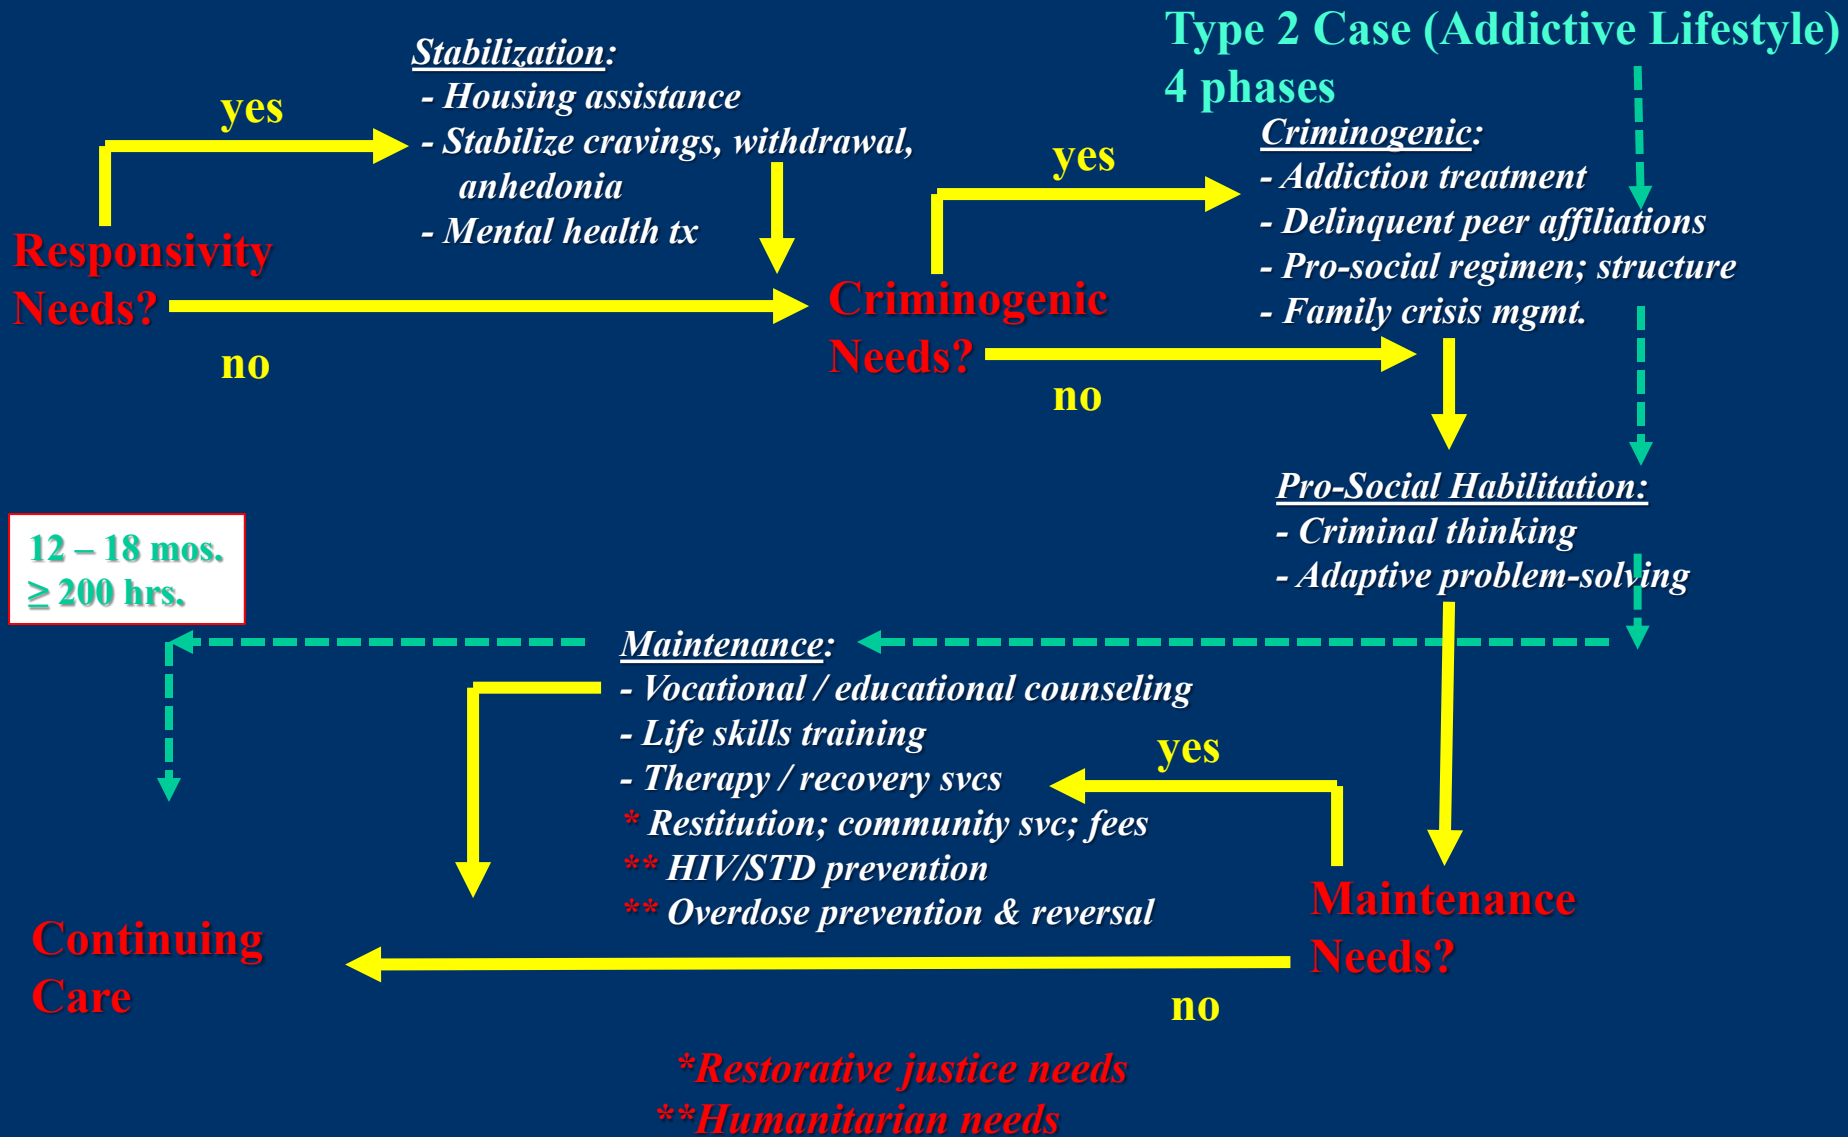 Type 2 Case (Addictive Lifestyle)
4 phases
Stabilization:
- Housing assistance
- Stabilize cravings, withdrawal,
anhedonia
- Mental health tx
yes
Responsivity
Needs?
no
Criminogenic:
- Addiction treatment
- Delinquent peer affiliations
- Pro-social regimen; structure
- Family crisis mgmt.
yes
Criminogenic
Needs?
no
Pro-Social Habilitation:
- Criminal thinking
- Adaptive problem-solving
12 – 18 mos.
≥ 200 hrs.
Maintenance:
- Vocational / educational counseling
- Life skills training
- Therapy / recovery svcs
* Restitution; community svc; fees
** HIV/STD prevention
** Overdose prevention & reversal
yes
Maintenance
Needs?
no
Continuing
Care
*Restorative justice needs
**Humanitarian needs